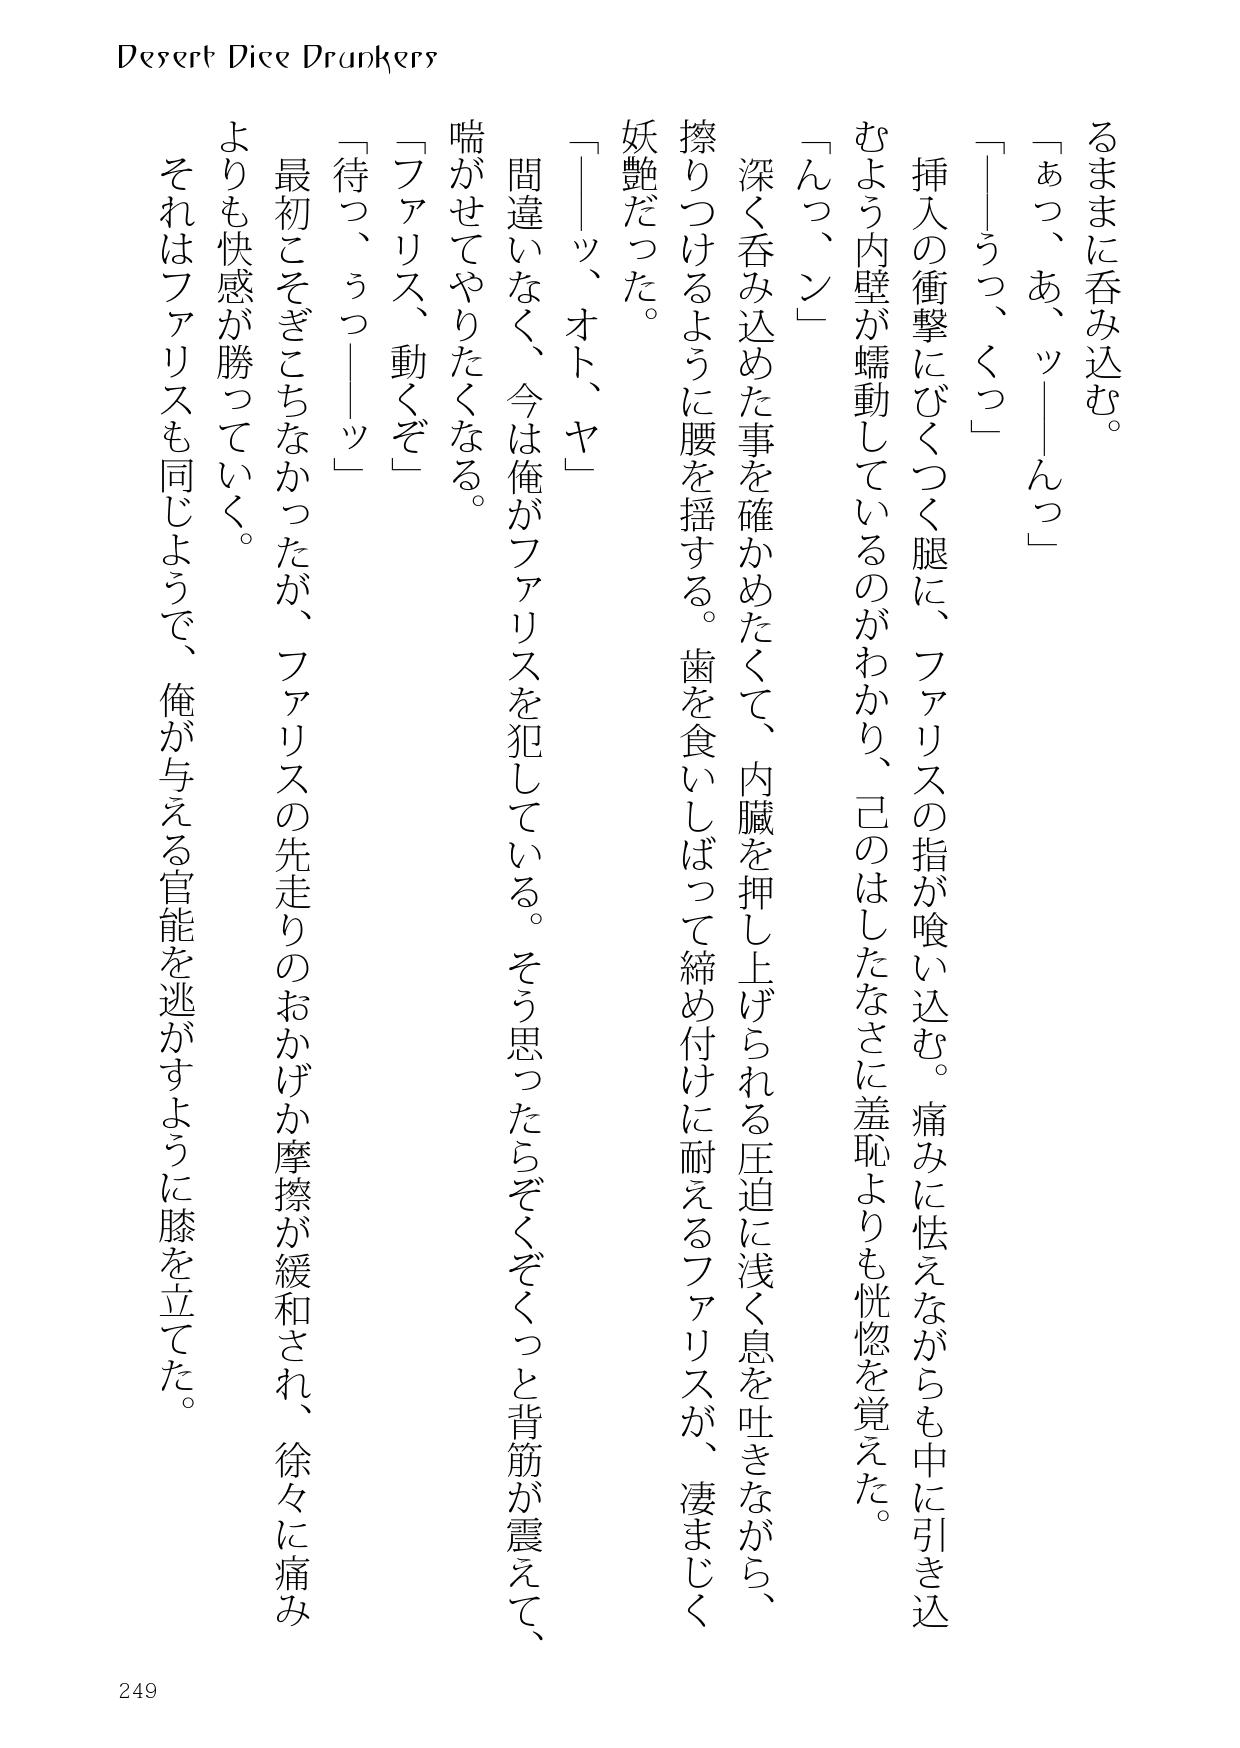 Desert Dice Drunkers
るままに呑み込む。
「ぁっ、あ、ッ――んっ」
「――うっ、くっ」
　挿入の衝撃にびくつく腿に、ファリスの指が喰い込む。痛みに怯えながらも中に引き込
むよう内壁が蠕動しているのがわかり、己のはしたなさに羞恥よりも恍惚を覚えた。
「んっ、ン」
　深く呑み込めた事を確かめたくて、内臓を押し上げられる圧迫に浅く息を吐きながら、
擦りつけるように腰を揺する。歯を食いしばって締め付けに耐えるファリスが、凄まじく
妖艶だった。
「――ッ、オト、ヤ」
　間違いなく、今は俺がファリスを犯している。そう思ったらぞくぞくっと背筋が震えて、
喘がせてやりたくなる。
「ファリス、動くぞ」
「待っ、ぅっ――ッ」
　最初こそぎこちなかったが、ファリスの先走りのおかげか摩擦が緩和され、徐々に痛み
よりも快感が勝っていく。
　それはファリスも同じようで、俺が与える官能を逃がすように膝を立てた。
249